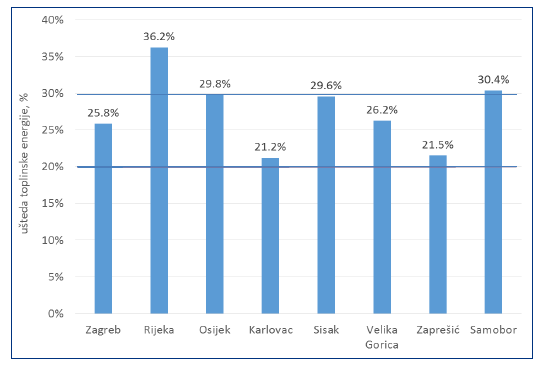 ušteda toplinske energije, %
40%
35%
30%
25%
20%
15%
10%
5%
0%
25.8%
36.2%
29.8%
21.2%
29.6%
26.2%
21.5%
30.4%
Zagreb
Rijeka
Osijek
Karlovac
Sisak
Velika
Gorica
Zaprešić
Samobor